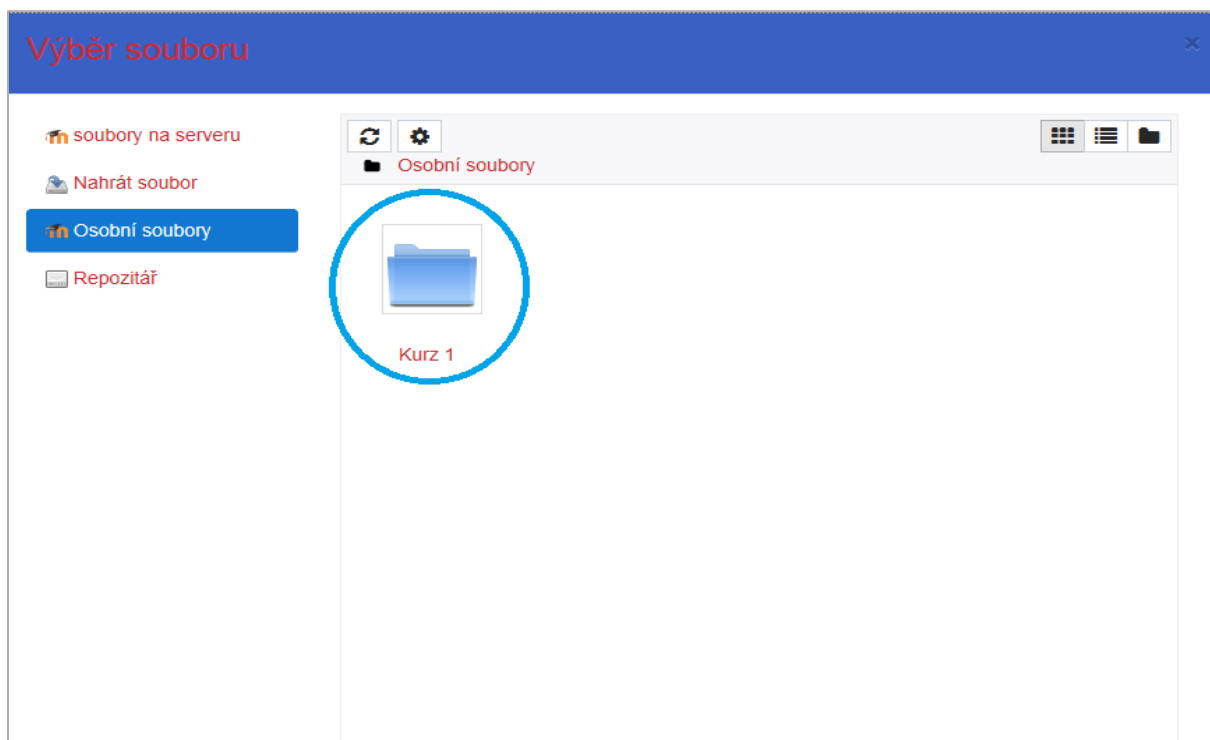 Výběr souboru
×
soubory na serveru
Nahrát soubor
Osobní soubory
Repozitář
Osobní soubory
Kurz 1